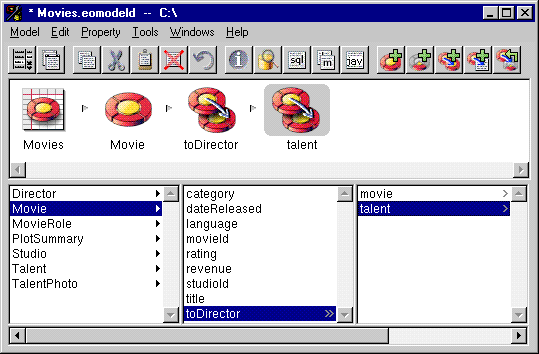 * Movies.eomodeld -- C:\
Model Edit Property Tools Windows Help
sql m jav
Movies Movie toDirector talent
Director
Movie
MovieRole
PlotSummary
Studio
Talent
TalentPhoto
category
dateReleased
language
movieId
rating
revenue
studioId
title
toDirector
movie
talent